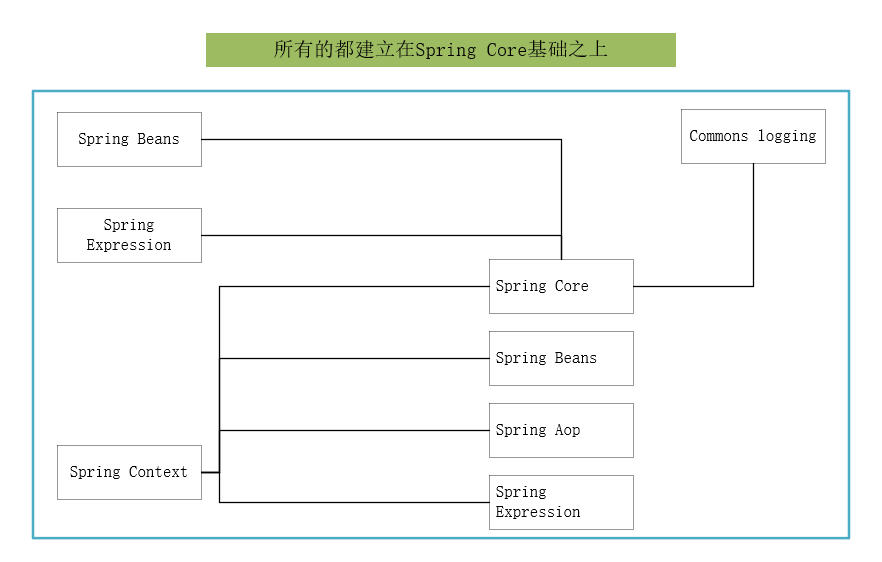 所有的都建立在Spring Core基础之上
Spring Beans
Commons logging
Spring
Expression
Spring Core
Spring Beans
Spring Aop
Spring Context
Spring
Expression